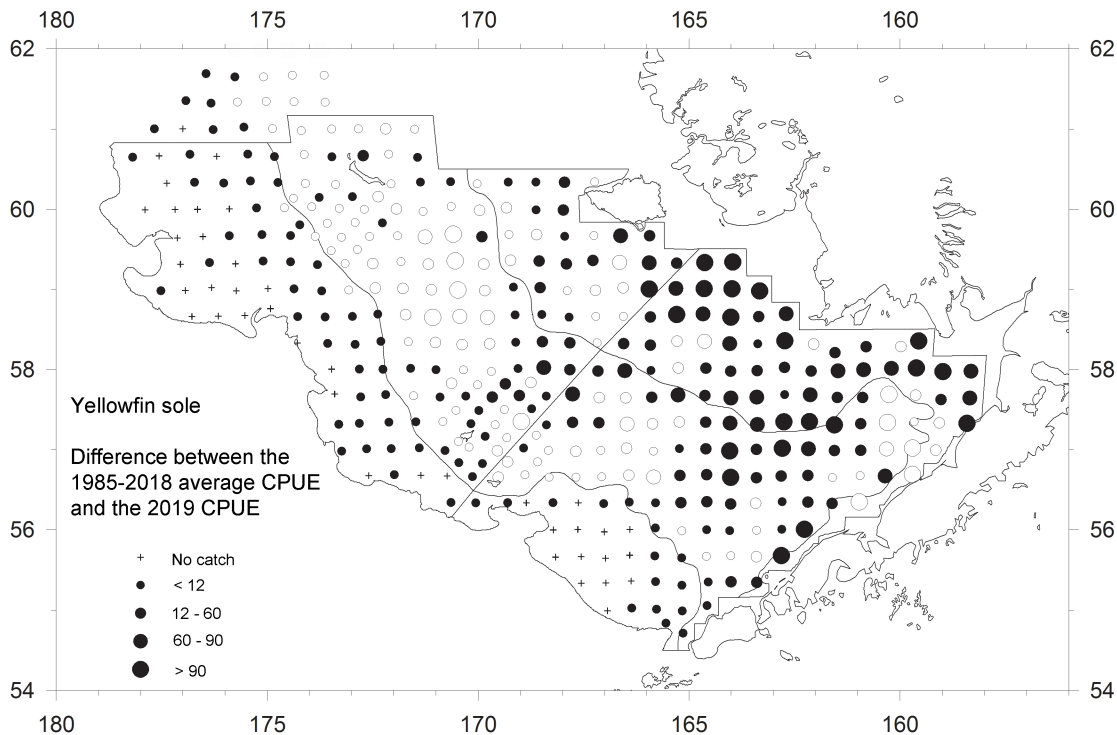 180 175 170 165 160
62 62
60 60
58 58
Yellowfin sole
Difference between the
1985-2018 average CPUE
and the 2019 CPUE
56 56
No catch
< 12
12 - 60
60 - 90
> 90
54 54
180 175 170 165 160